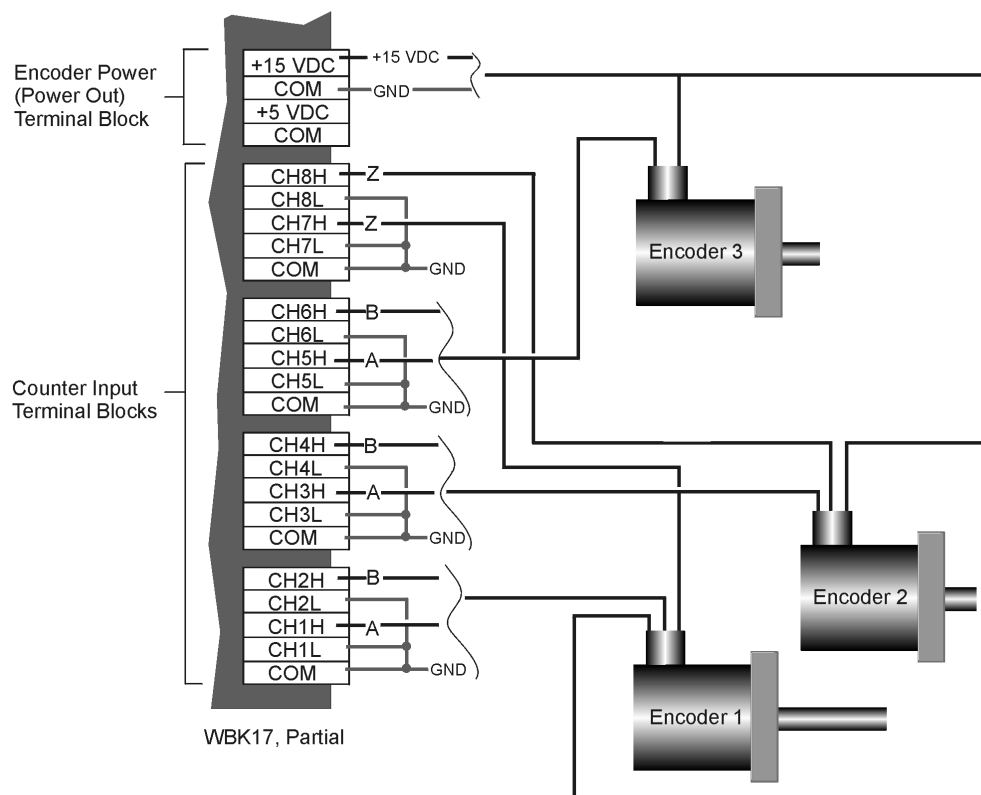 Encoder Power
(Power Out)
Terminal Block
+15 VDC
+15 VDC
COM
GND
+5 VDC
COM
CH8H
Z
CH8L
CH7H
Z
CH7L
COM
GND
Encoder 3
Counter Input
Terminal Blocks
CH6H
B
CH6L
CH5H
A
CH5L
COM
GND
CH4H
B
CH4L
CH3H
A
CH3L
COM
GND
Encoder 2
CH2H
B
CH2L
CH1H
A
CH1L
COM
GND
Encoder 1
WBK17, Partial